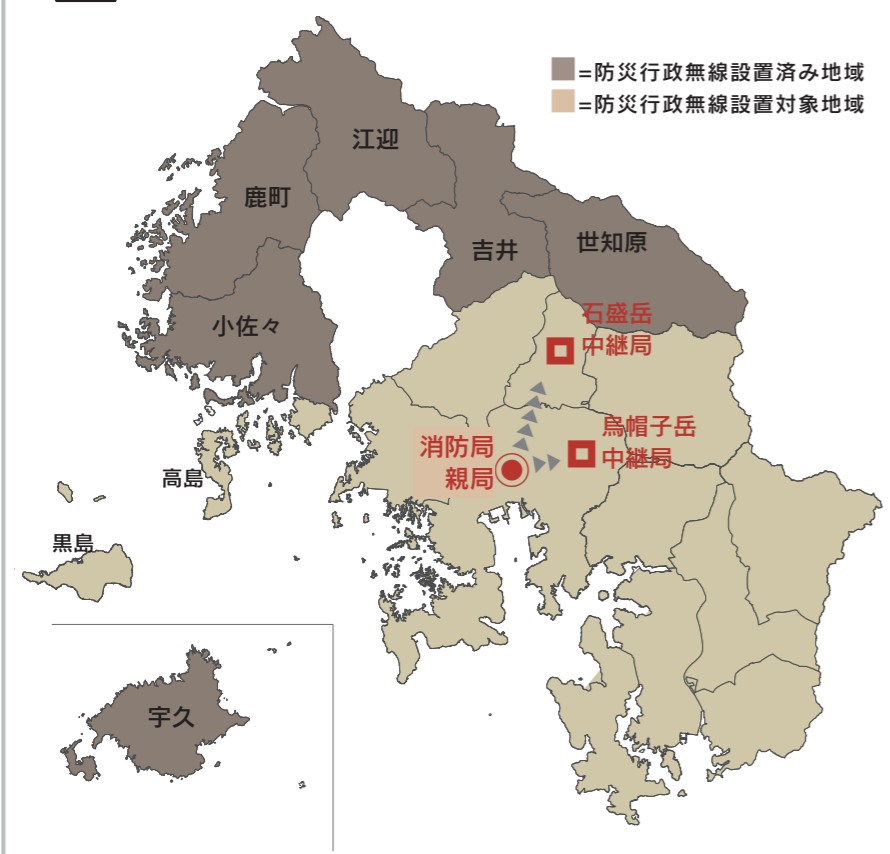 =防災行政無線設置済み地域
=防災行政無線設置対象地域
江迎
鹿町
吉井
世知原
小佐々
石盛岳
中継局
烏帽子岳
中継局
消防局
親局
高島
黒島
宇久